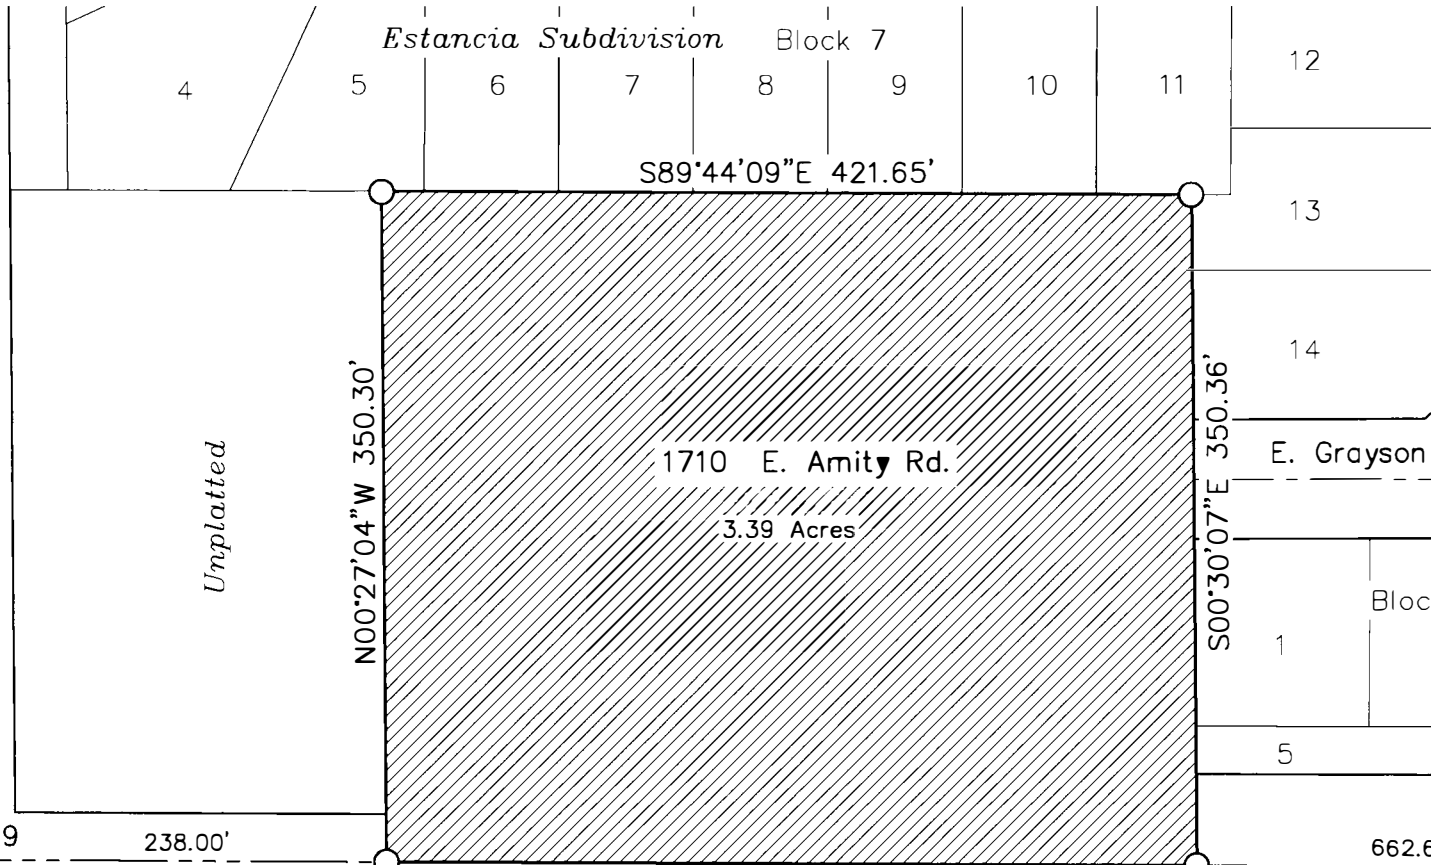 Estancia Subdivision Block 7
4
5
6
7
8
9
10
11
12
S89°44'09"E 421.65'
13
14
N00°27'04"W 350.30'
S00°30'07"E 350.36'
Unplatted
1710 E. Amity Rd.
3.39 Acres
E. Grayson
1
5
9
238.00'